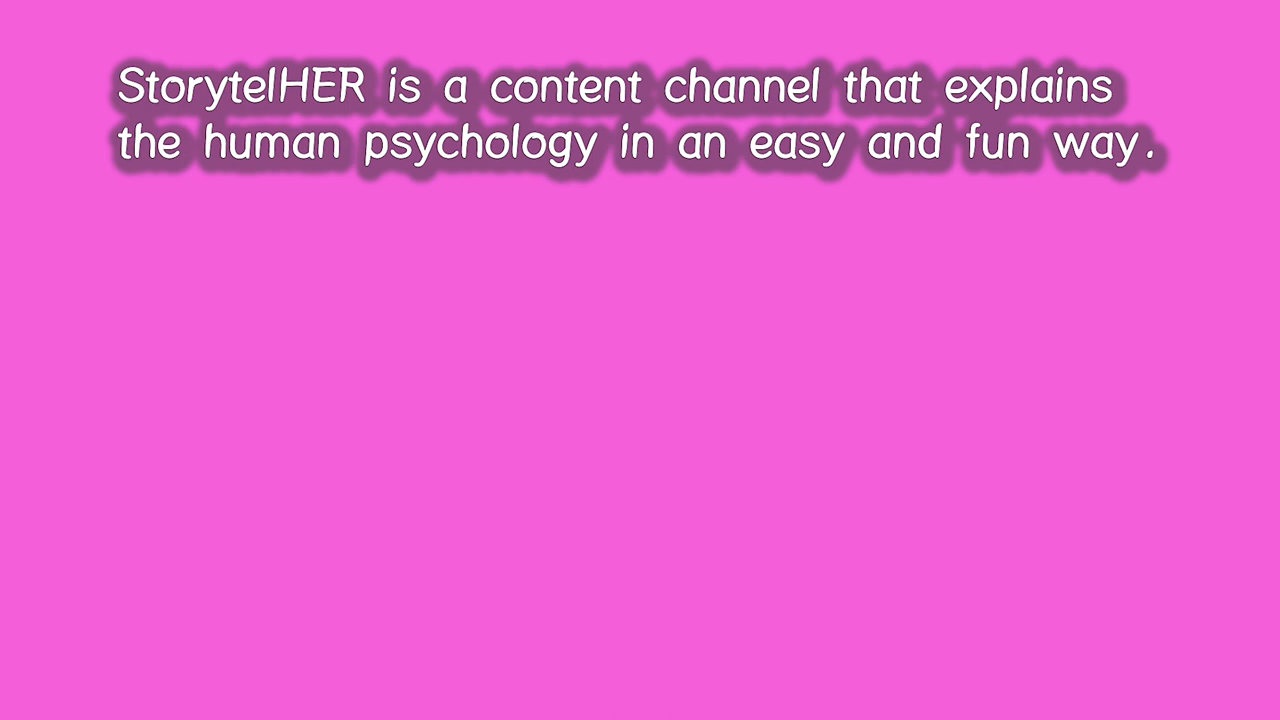 StorytelHER is a content channel that explains
the human psychology in an easy and fun way.